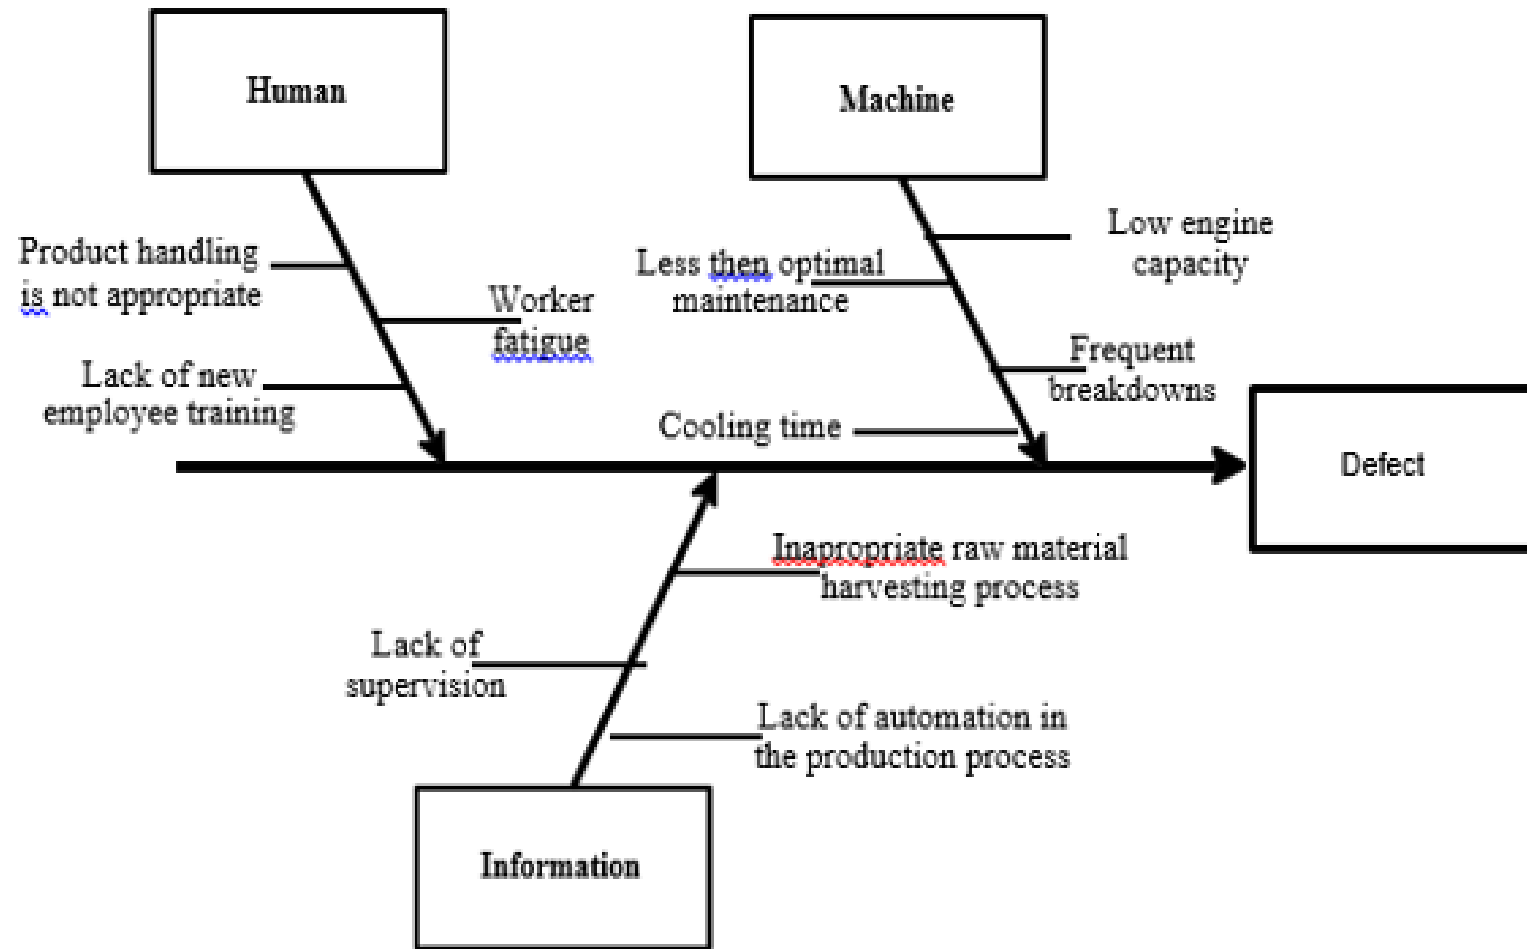 Human
Machine
Product handling
is not appropriate
Worker
fatigue
Lack of new
employee training
Low engine
capacity
Less then optimal
maintenance
Frequent
breakdowns
Cooling time
Defect
Inapropriate raw material
harvesting process
Lack of
supervision
Lack of automation in
the production process
Information